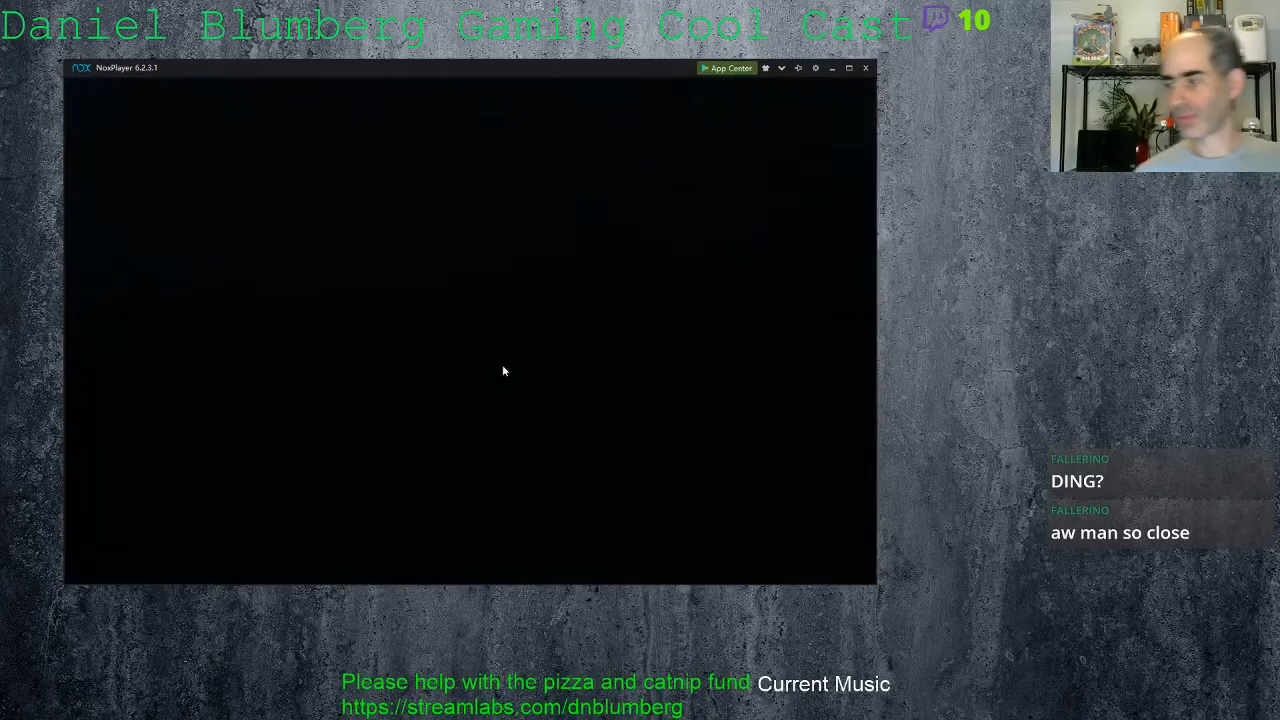 Daniel Blumberg Gaming Cool Cast 10
nox NoxPlayer 6.2.3.1
App Center
FALLERINO
DING?
FALLERINO
aw man so close
Please help with the pizza and catnip fund
https://streamlabs.com/dnblumberg
Current Music